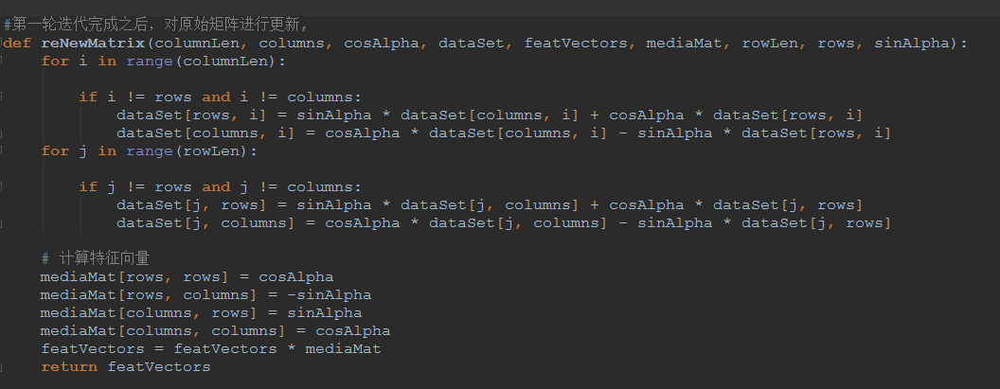 #第一轮迭代完成之后，对原始矩阵进行更新,
def reNewMatrix(columnLen, columns, cosAlpha, dataSet, featVectors, mediaMat, rowLen, rows, sinAlpha):
    for i in range(columnLen):
        if i != rows and i != columns:
            dataSet[rows, i] = sinAlpha * dataSet[columns, i] + cosAlpha * dataSet[rows, i]
            dataSet[columns, i] = cosAlpha * dataSet[columns, i] - sinAlpha * dataSet[rows, i]
    for j in range(rowLen):
        if j != rows and j != columns:
            dataSet[j, rows] = sinAlpha * dataSet[j, columns] + cosAlpha * dataSet[j, rows]
            dataSet[j, columns] = cosAlpha * dataSet[j, columns] - sinAlpha * dataSet[j, rows]
    # 计算特征向量
    mediaMat[rows, rows] = cosAlpha
    mediaMat[rows, columns] = -sinAlpha
    mediaMat[columns, rows] = sinAlpha
    mediaMat[columns, columns] = cosAlpha
    featVectors = featVectors * mediaMat
    return featVectors